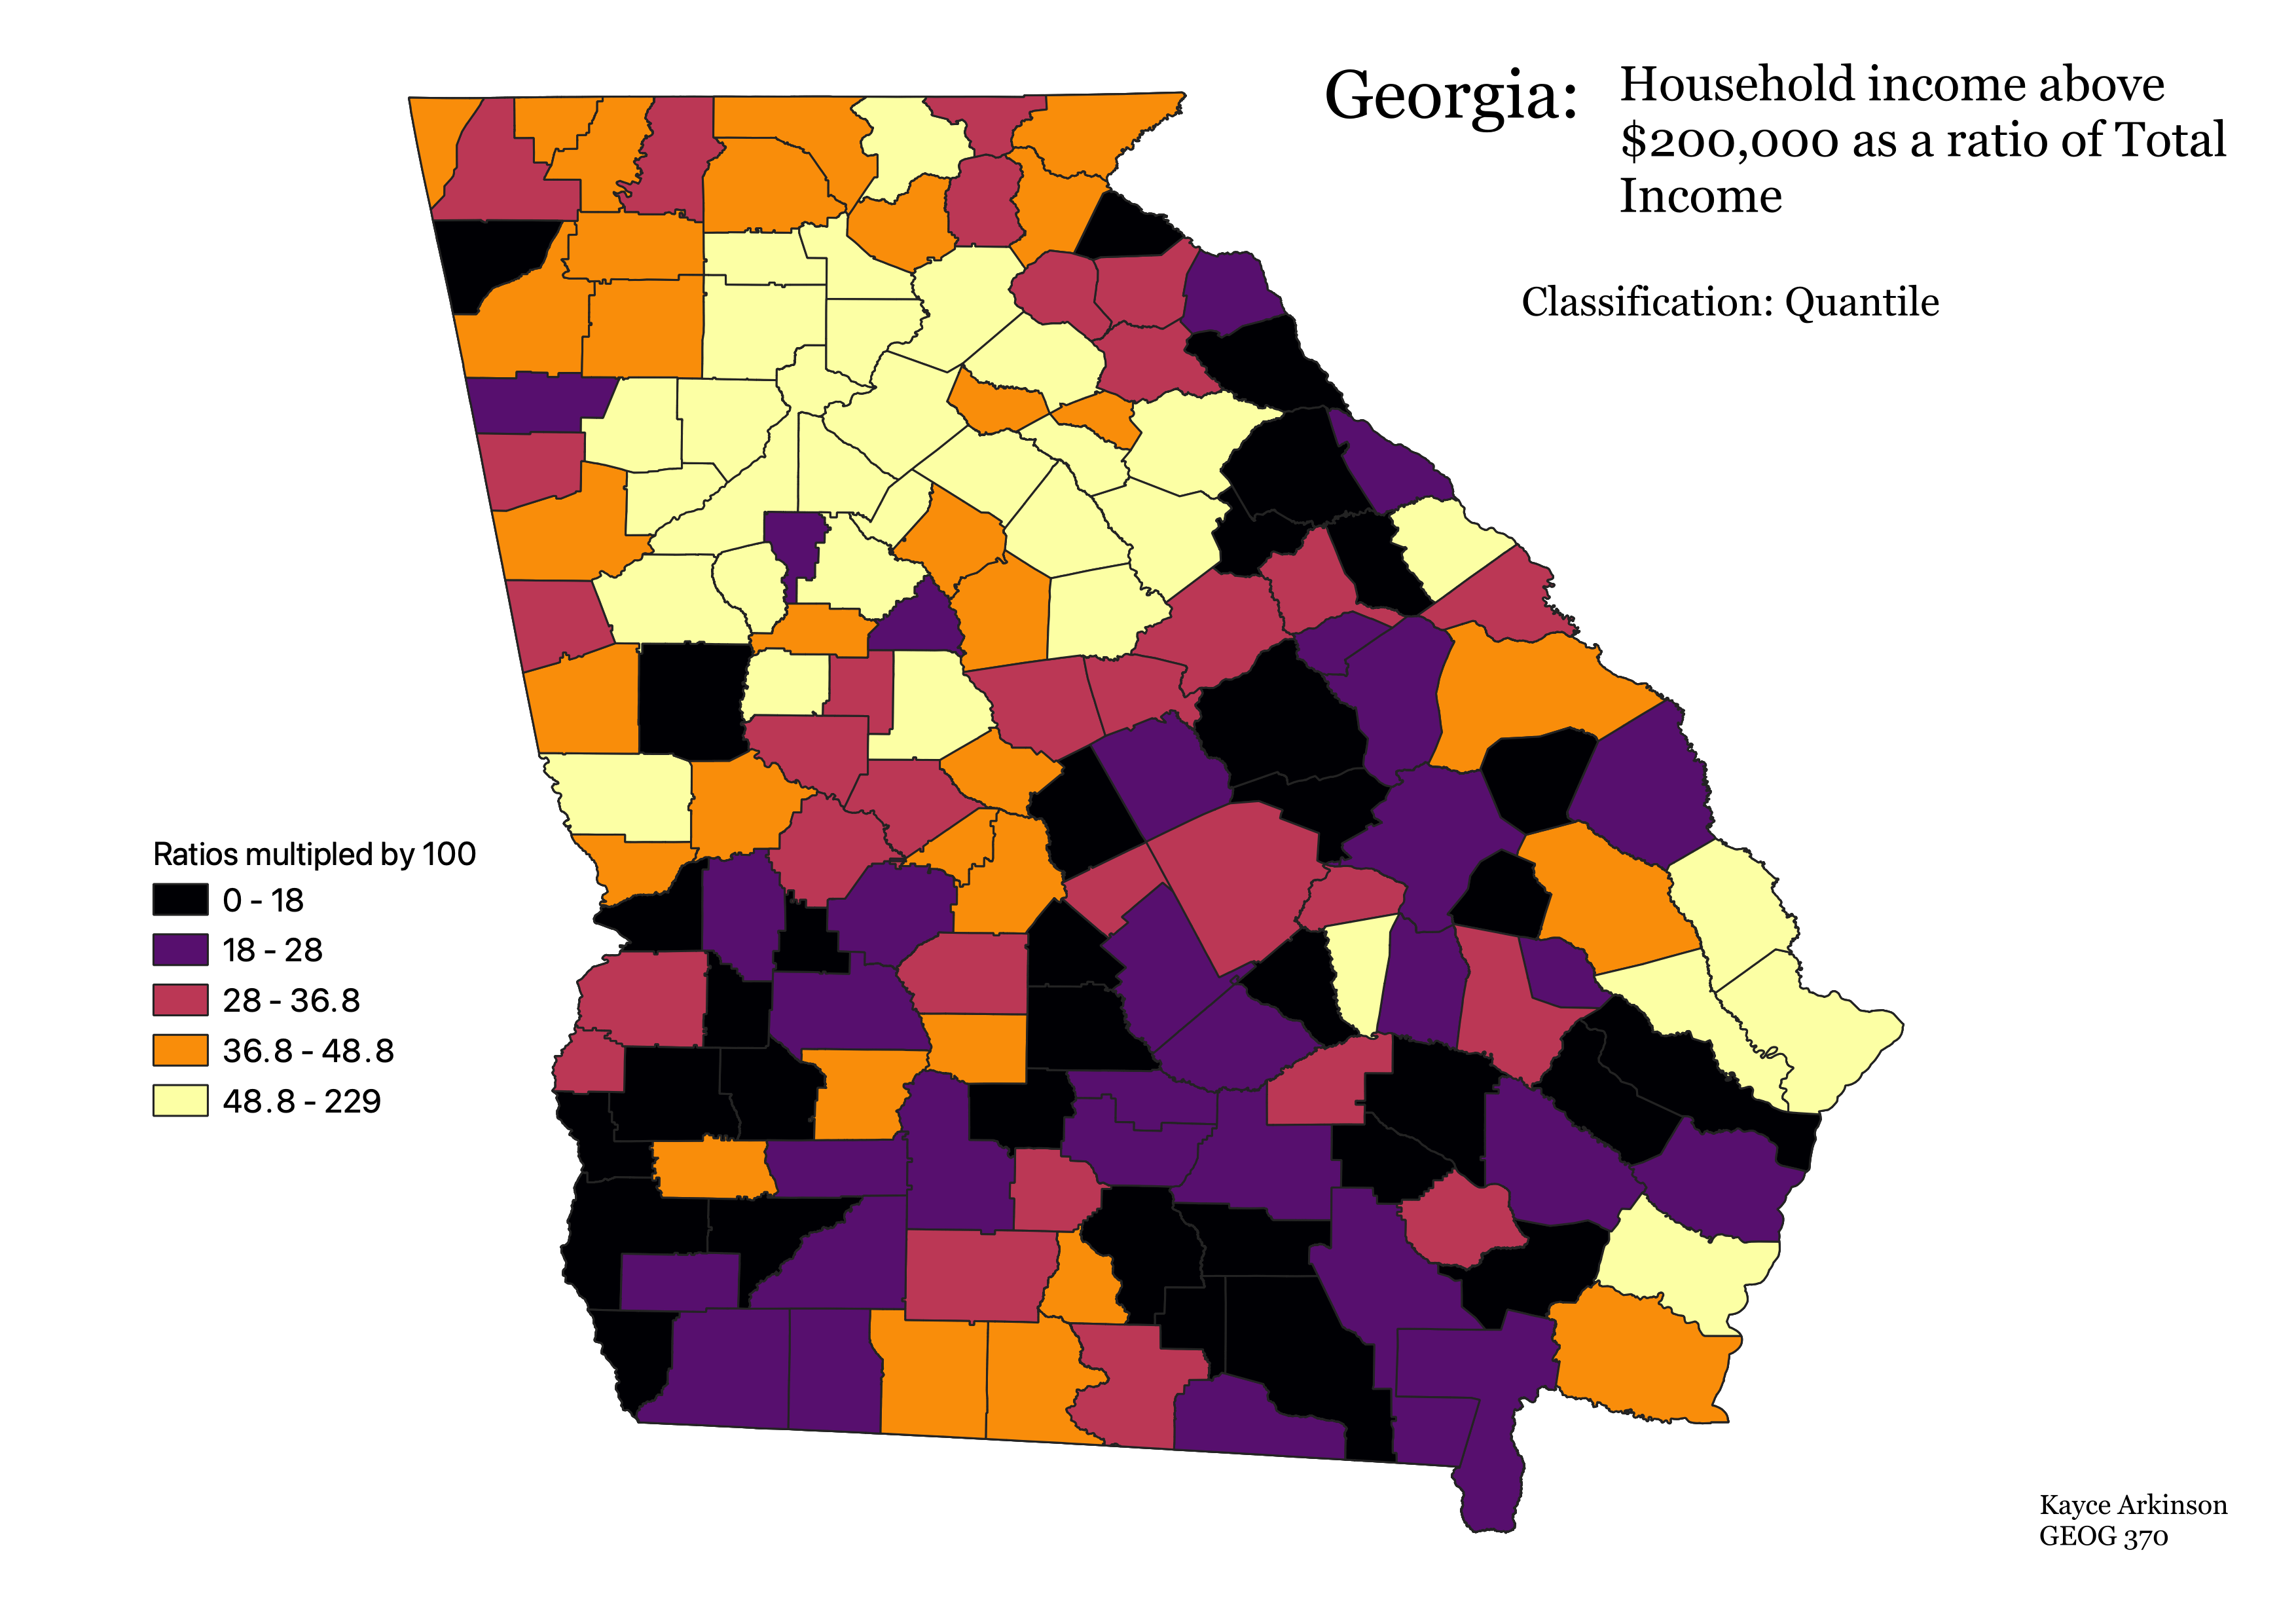 Georgia:
Household income above
$200,000 as a ratio of Total
Income
Classification: Quantile
Ratios multipled by 100
0 - 18
18 - 28
28 - 36.8
36.8 - 48.8
48.8 - 229
Kayce Arkinson
GEOG 370